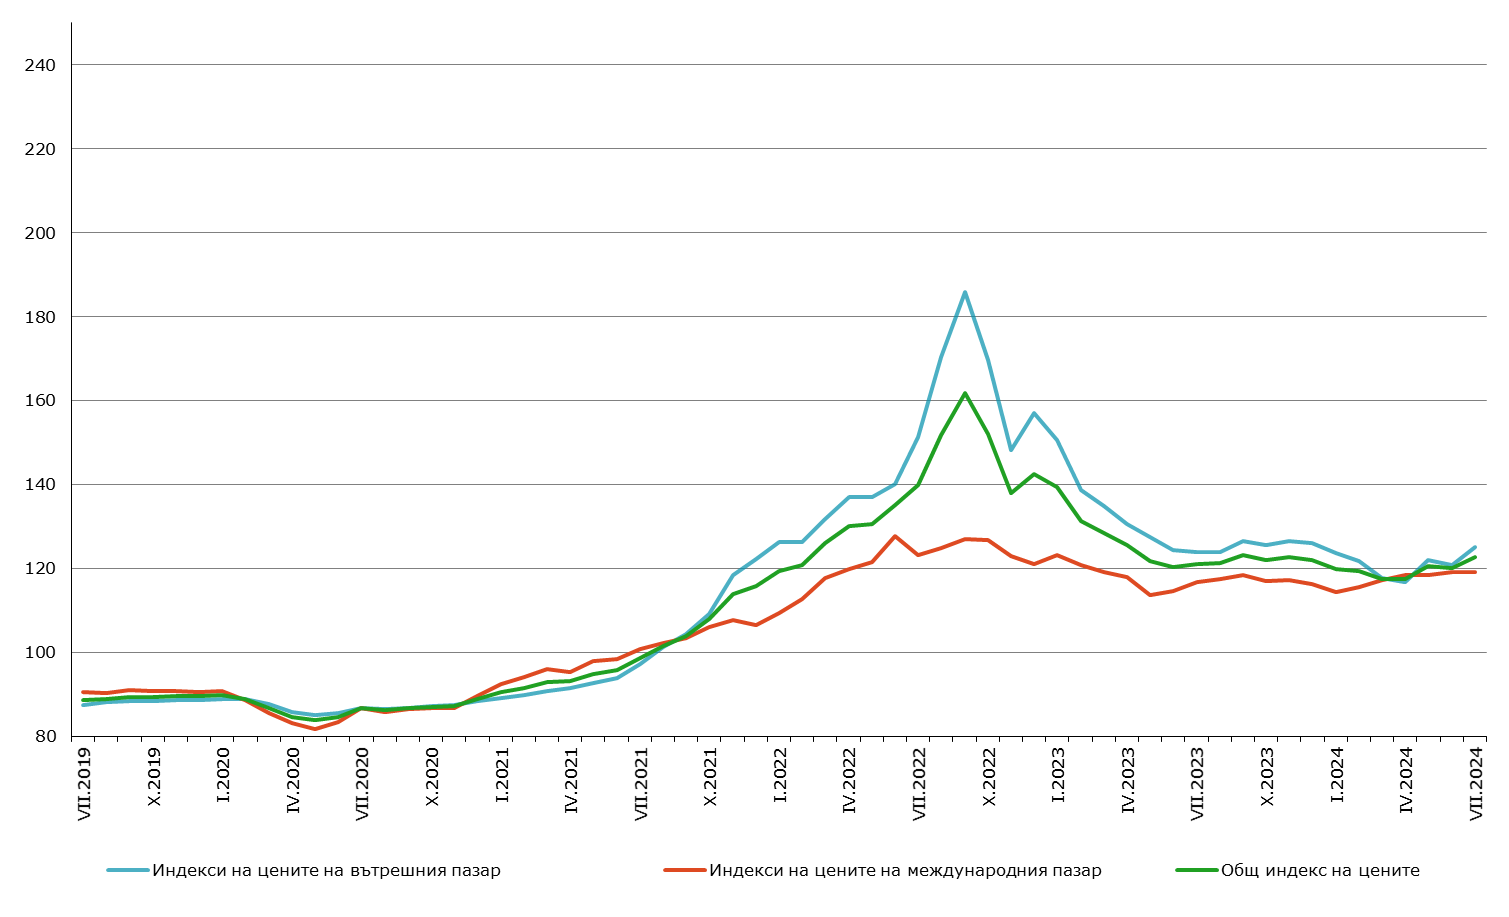 240
220
200
180
160
140
120
100
80
VII.2019
X.2019
I.2020
IV.2020
VII.2020
X.2020
I.2021
IV.2021
VII.2021
X.2021
I.2022
IV.2022
VII.2022
X.2022
I.2023
IV.2023
VII.2023
X.2023
I.2024
IV.2024
VII.2024
Индекси на цените на вътрешния пазар
Индекси на цените на международния пазар
Общ индекс на цените